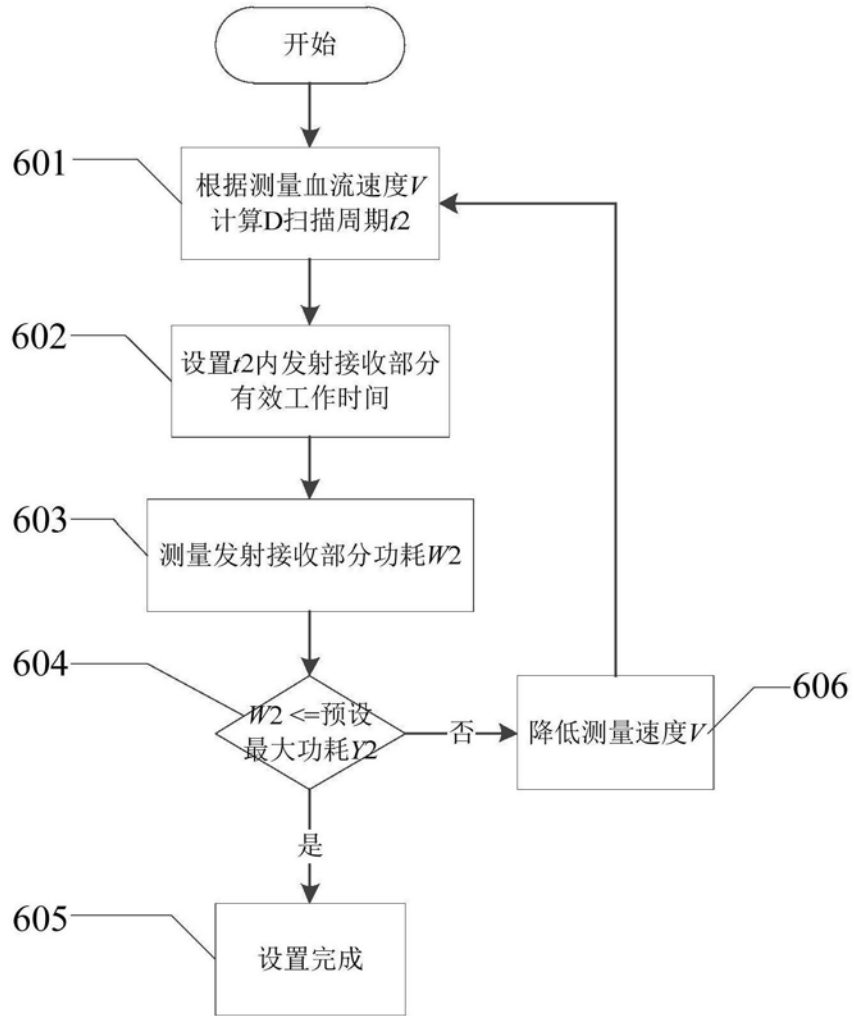 开始
601
根据测量血流速度V
计算D扫描周期t2
602
设置t2内发射接收部分
有效工作时间
603
测量发射接收部分功耗W2
604
W2 <=预设
最大功耗Y2
否
606
降低测量速度V
是
605
设置完成